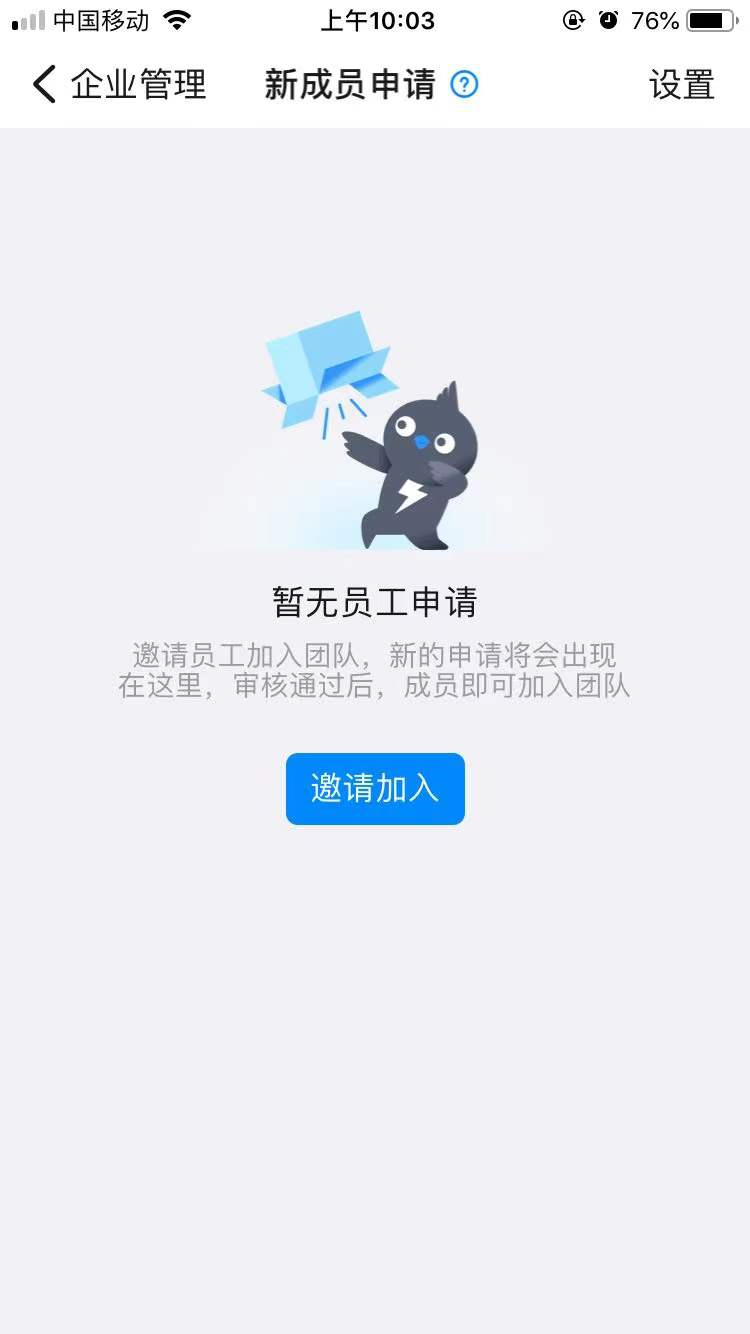 中国移动 上午10:03 76%
企业管理 新成员申请 ? 设置
暂无员工申请
邀请员工加入团队，新的申请将会出现
在这里，审核通过后，成员即可加入团队
邀请加入